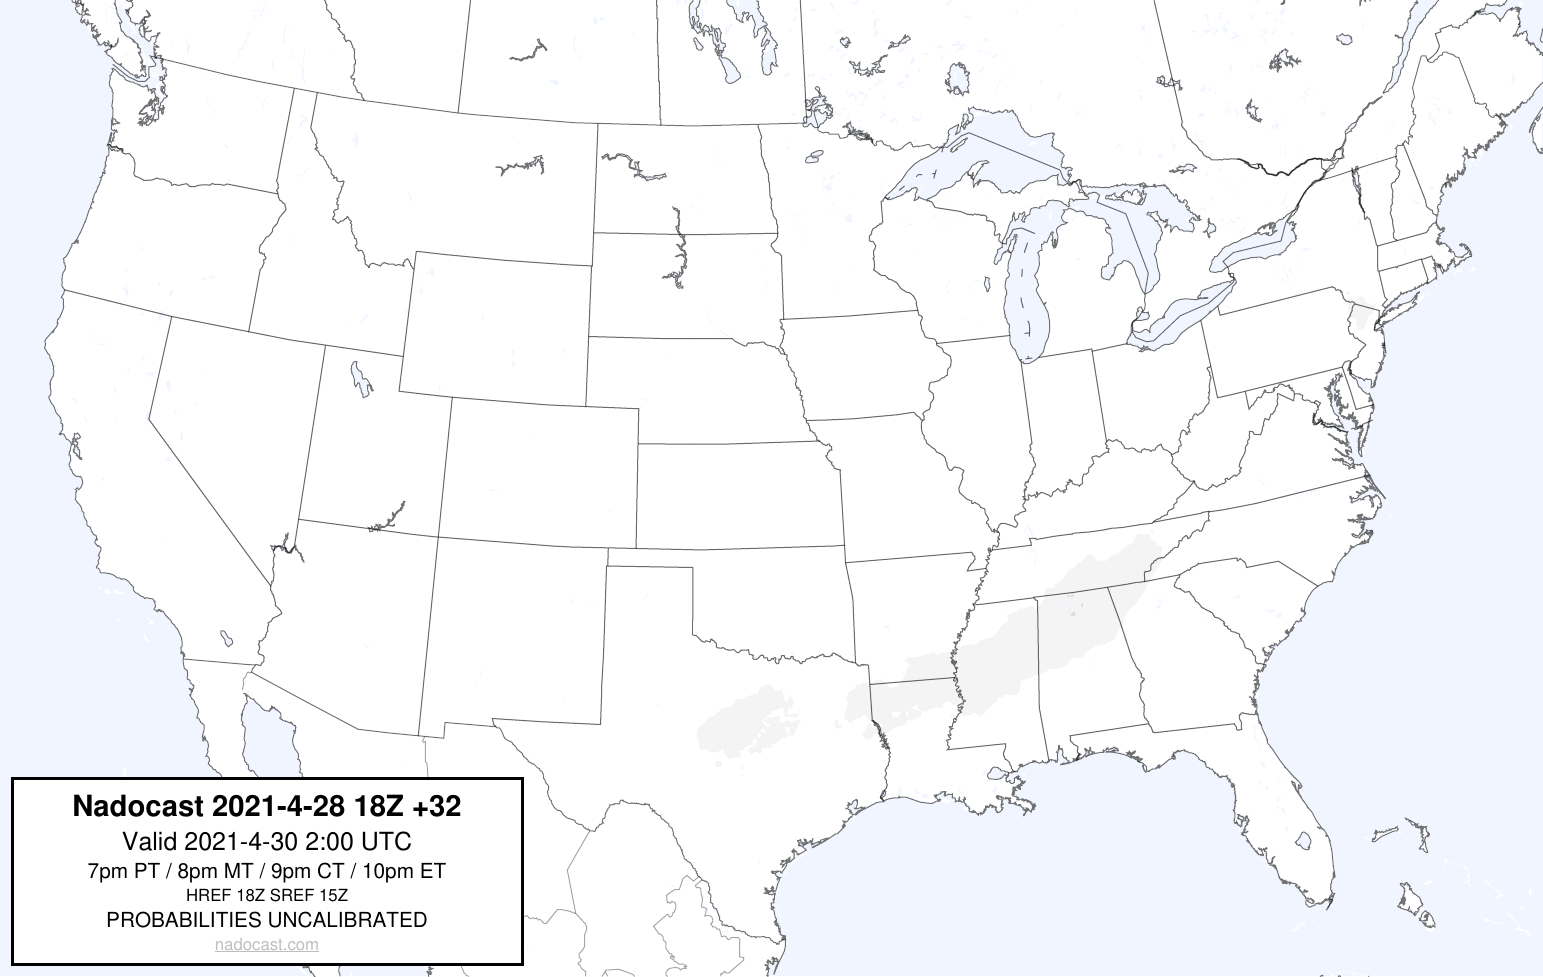 Nadocast 2021-4-28 18Z +32
Valid 2021-4-30 2:00 UTC
7pm PT / 8pm MT / 9pm CT / 10pm ET
HREF 18Z SREF 15Z
PROBABILITIES UNCALIBRATED
nadocast.com